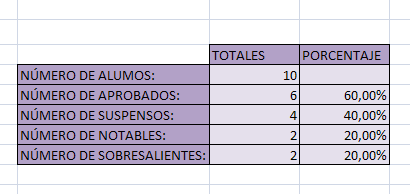 TOTALES PORCENTAJE
NÚMERO DE ALUMOS: 10
NÚMERO DE APROBADOS: 6 60,00%
NÚMERO DE SUSPENSOS: 4 40,00%
NÚMERO DE NOTABLES: 2 20,00%
NÚMERO DE SOBRESALIENTES: 2 20,00%